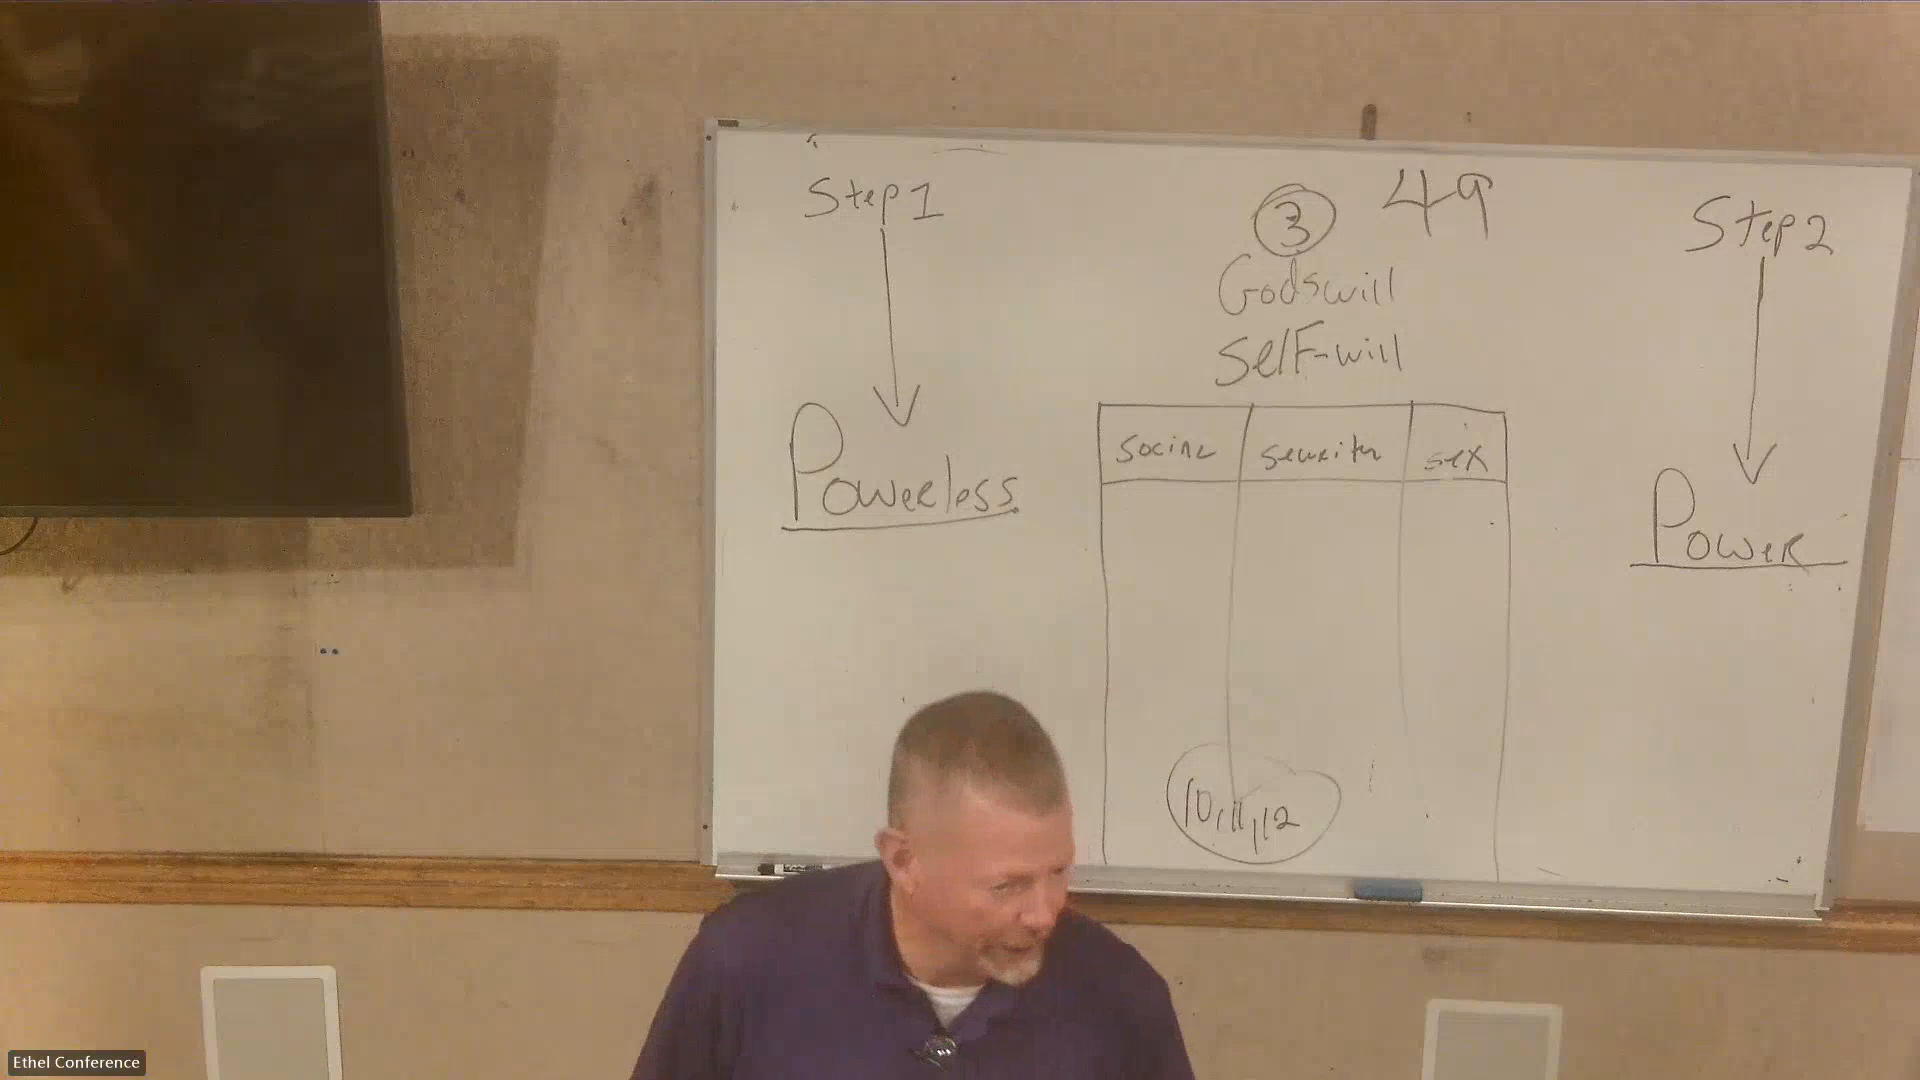 Step 1
3 49
Step 2
Godswill
Self-will
Powerless
social security sex
Power
10,11,12
Ethel Conference